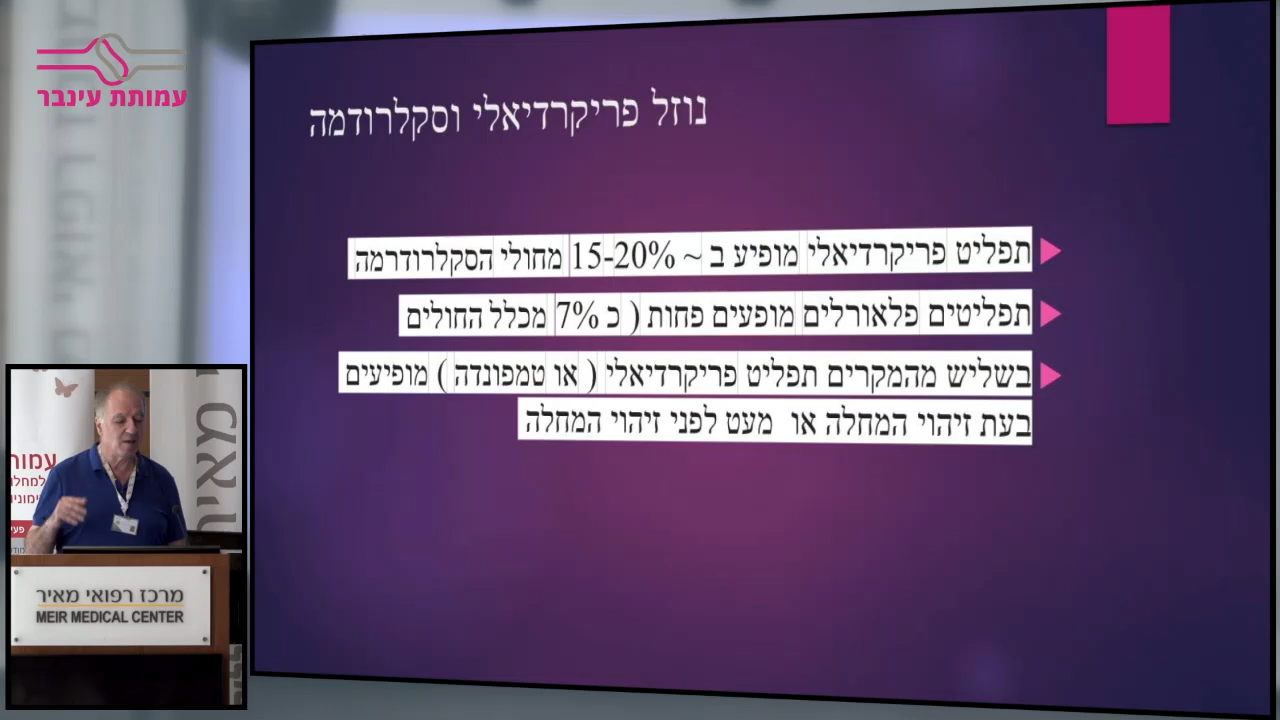 עמותת עינבר
נוזל פריקרדיאלי וסקלרודמה
תפליט פריקרדיאלי מופיע ב ~ 15-20% מחולי הסקלרודרמה
תפליטים פלאורלים מופעים פחות ( כ 7% מכלל החולים
בשליש מהמקרים תפליט פריקרדיאלי ( או טמפונדה ) מופיעים
בעת זיהוי המחלה או מעט לפני זיהוי המחלה
מאיר
מרכז רפואי מאיר
MEIR MEDICAL CENTER